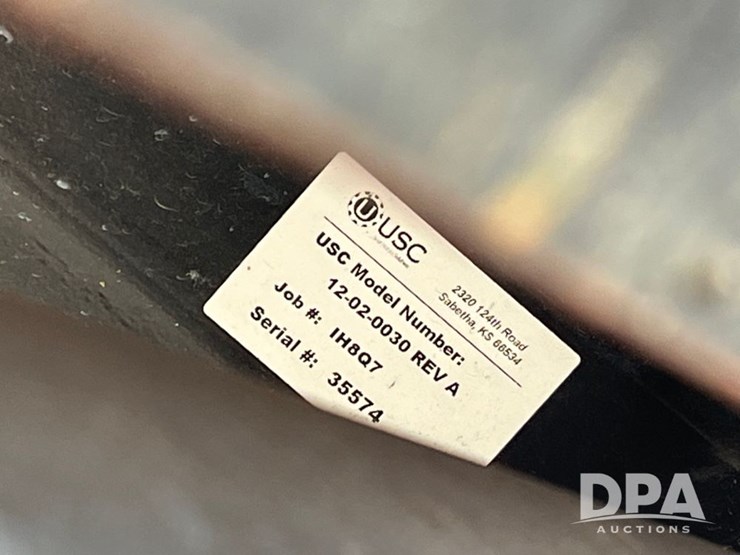 U USC
2320 124th Road
Sabetha, KS 66534
USC Model Number:
12-02-0030 REV A
Job #: IH8Q7
Serial #: 35574
DPA
AUCTIONS